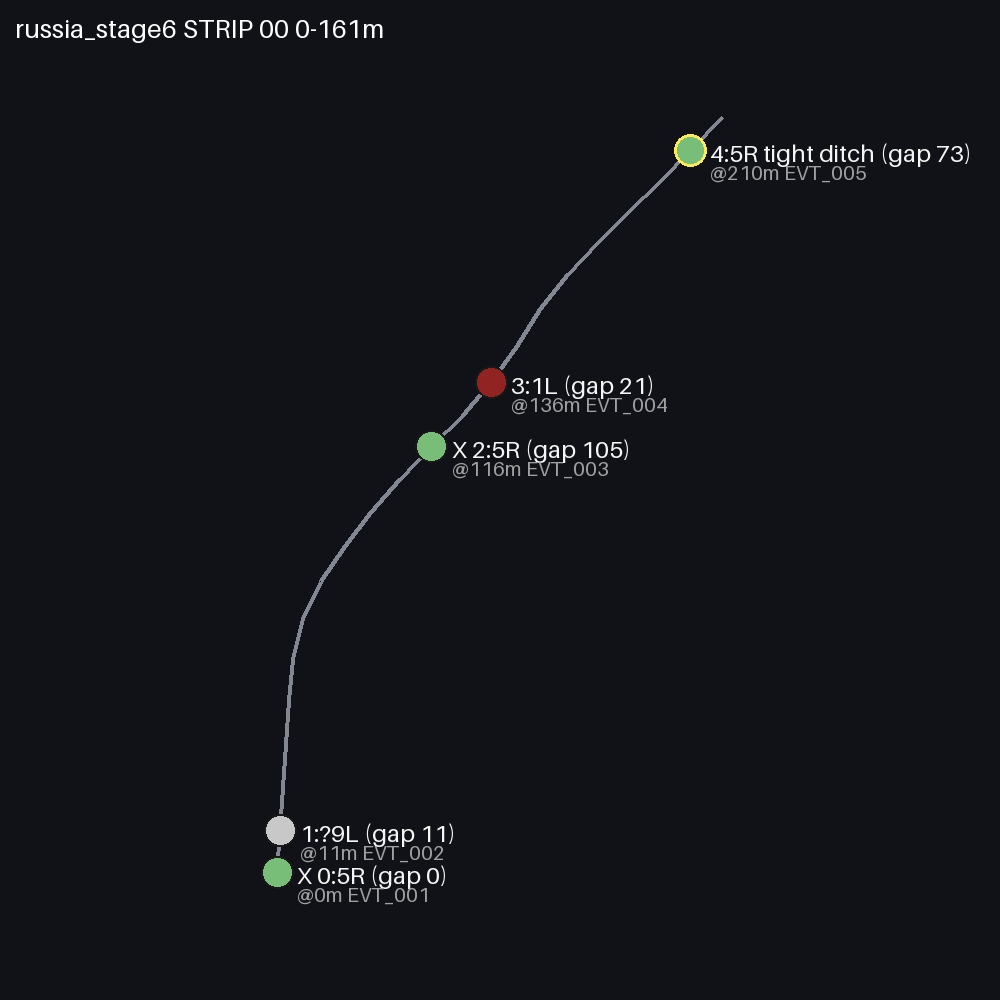 russia_stage6 STRIP 00 0-161m
4:5R tight ditch (gap 73)
@210m EVT_005
3:1L (gap 21)
@136m EVT_004
X 2:5R (gap 105)
@116m EVT_003
1:?9L (gap 11)
@11m EVT_002
X 0:5R (gap 0)
@0m EVT_001